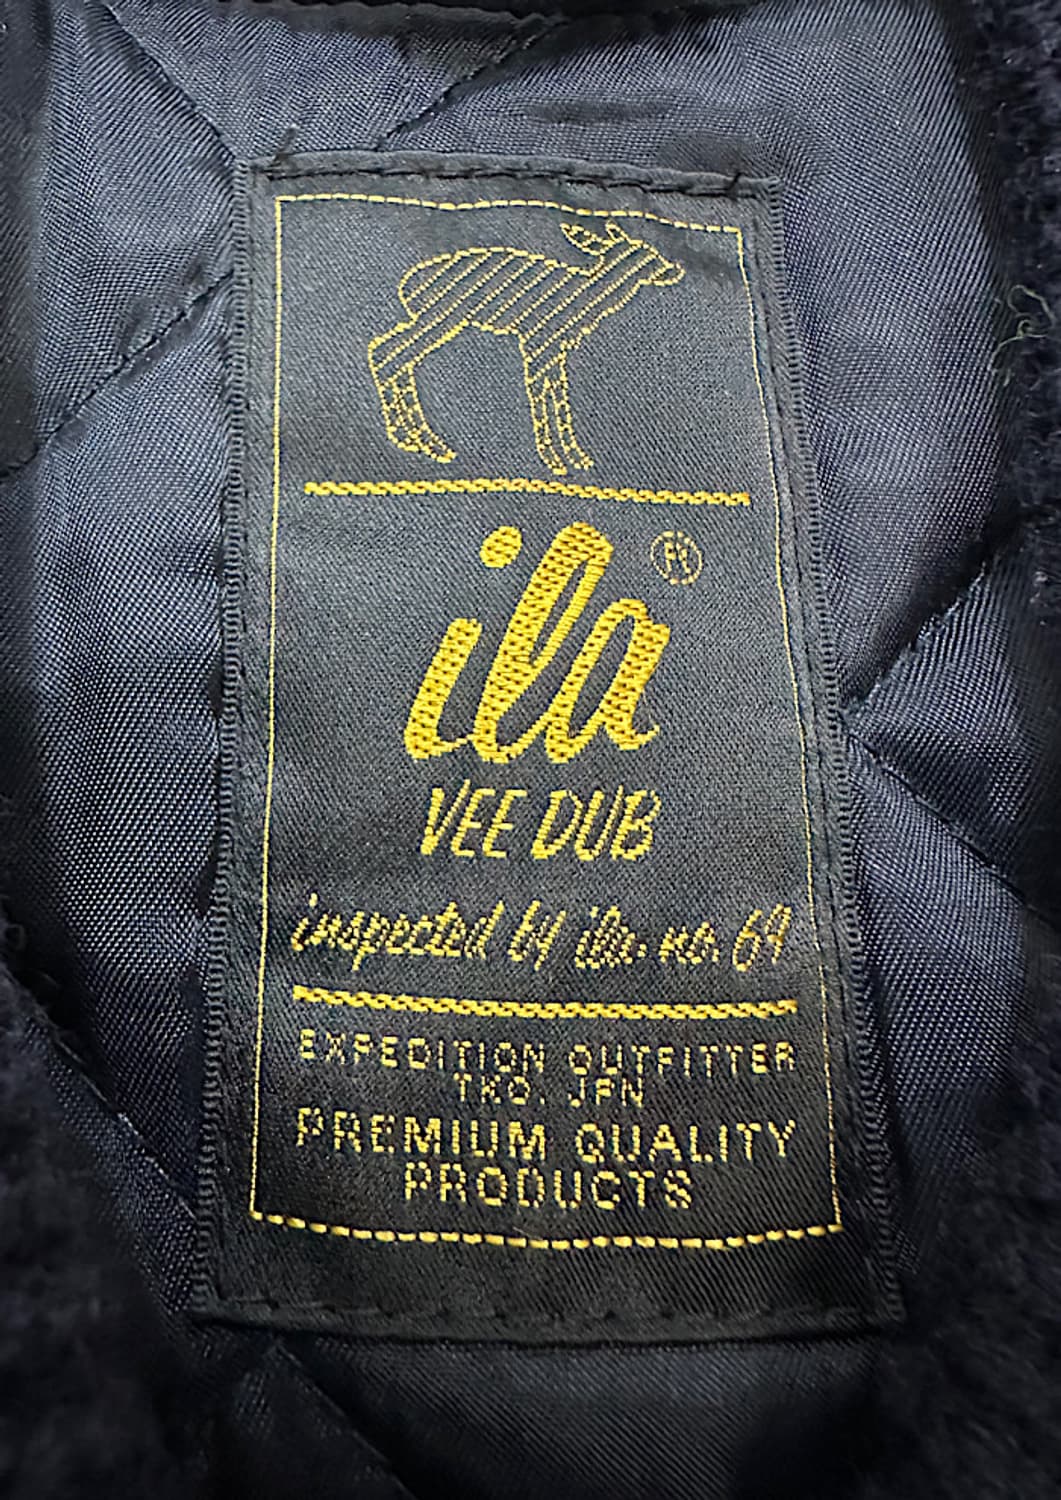 ila ®
VEE DUB
inspected by ila. no. 69
EXPEDITION OUTFITTER
TKO. JPN
PREMIUM QUALITY
PRODUCTS